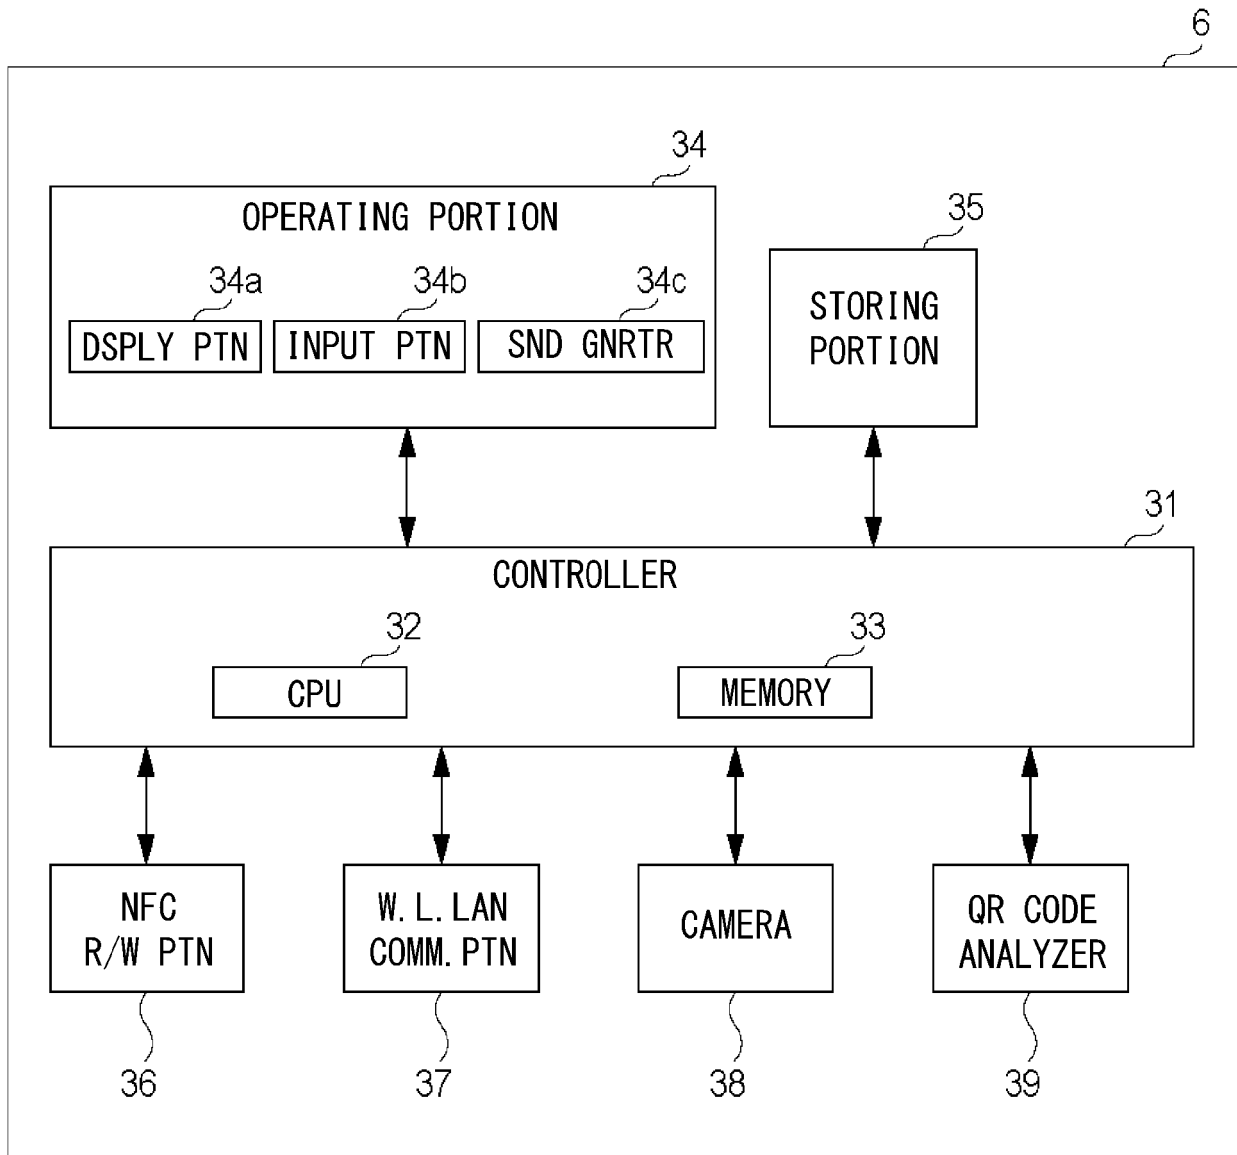 6
34
OPERATING PORTION
34a
34b
34c
DSPLY PTN
INPUT PTN
SND GNRTR
35
STORING
PORTION
31
CONTROLLER
32
33
CPU
MEMORY
NFC
R/W PTN
W.L.LAN
COMM.PTN
CAMERA
QR CODE
ANALYZER
36
37
38
39